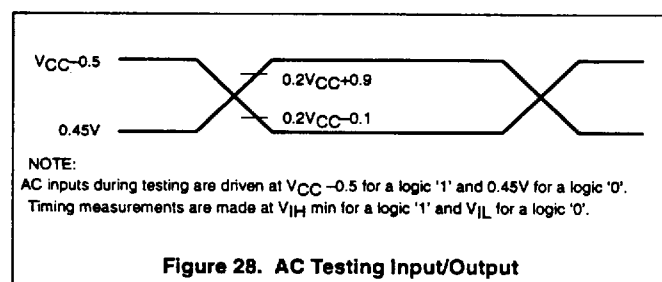 VCC–0.5
0.2VCC+0.9
0.2VCC–0.1
0.45V
NOTE:
AC inputs during testing are driven at VCC –0.5 for a logic '1' and 0.45V for a logic '0'.
Timing measurements are made at VIH min for a logic '1' and VIL for a logic '0'.
Figure 28. AC Testing Input/Output